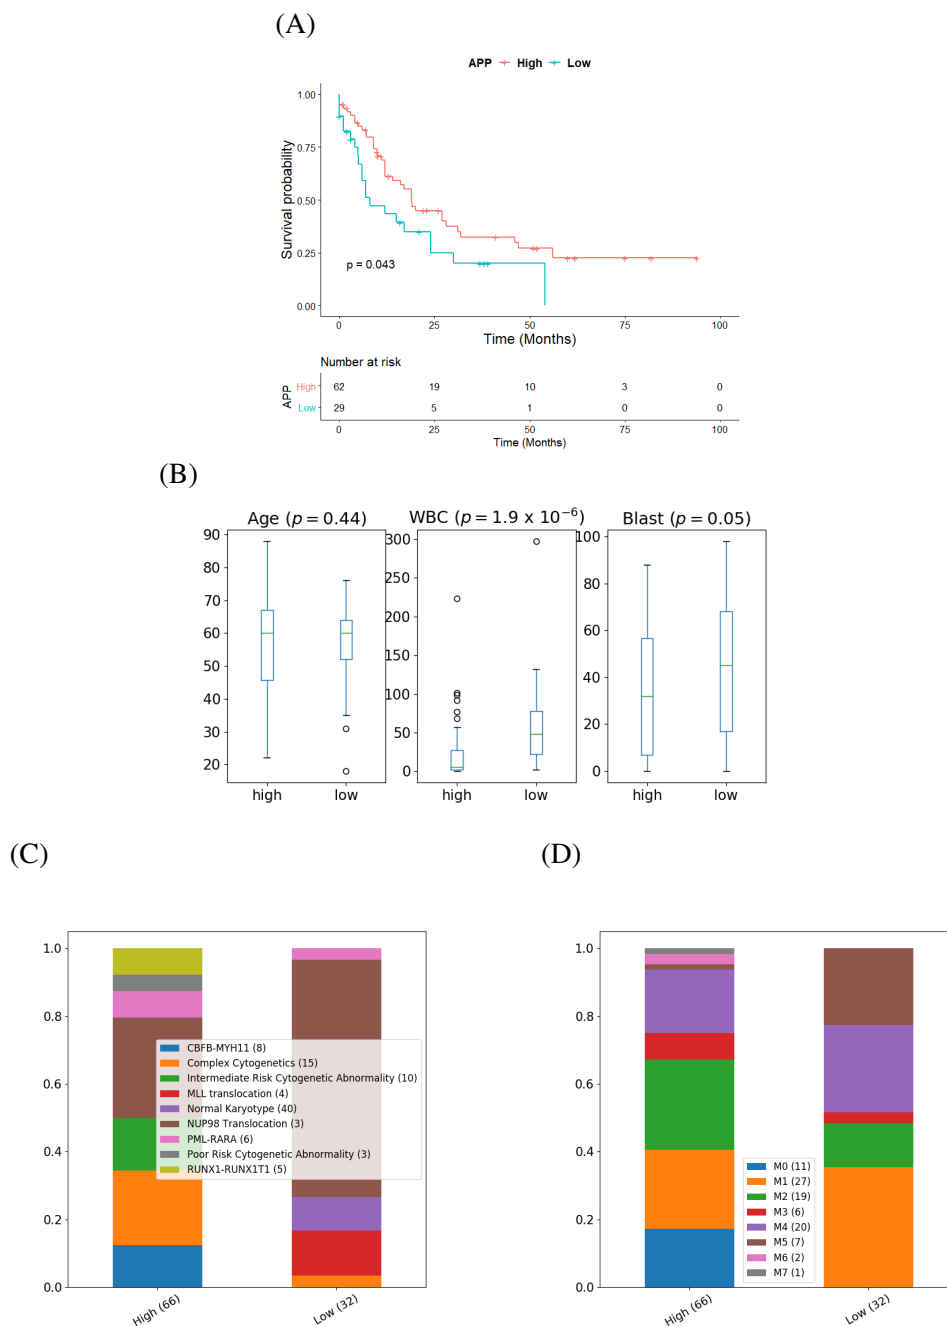 (A)
APP High Low
1.00
0.75
0.50
0.25
0.00
Survival probability
p = 0.043
0 25 50 75 100
Time (Months)
Number at risk
APP
High 62 19 10 3 0
Low 29 5 1 0 0
0 25 50 75 100
Time (Months)
(B)
Age (p = 0.44) WBC (p = 1.9 x 10⁻⁶) Blast (p = 0.05)
90
80
70
60
50
40
30
20
high low
300
250
200
150
100
50
0
high low
100
80
60
40
20
0
high low
(C)
1.0
0.8
0.6
0.4
0.2
0.0
CBFB-MYH11 (8)
Complex Cytogenetics (15)
Intermediate Risk Cytogenetic Abnormality (10)
MLL translocation (4)
Normal Karyotype (40)
NUP98 Translocation (3)
PML-RARA (6)
Poor Risk Cytogenetic Abnormality (3)
RUNX1-RUNX1T1 (5)
High (66) Low (32)
(D)
1.0
0.8
0.6
0.4
0.2
0.0
M0 (11)
M1 (27)
M2 (19)
M3 (6)
M4 (20)
M5 (7)
M6 (2)
M7 (1)
High (66) Low (32)